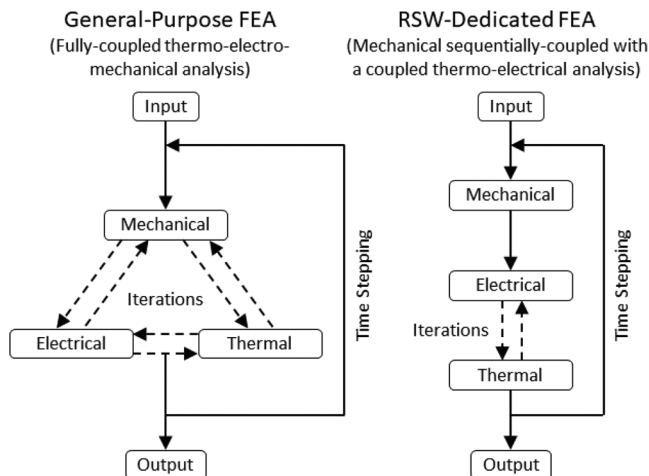 General-Purpose FEA
(Fully-coupled thermo-electro-
mechanical analysis)
Input
Mechanical
Iterations
Electrical
Thermal
Time Stepping
Output
RSW-Dedicated FEA
(Mechanical sequentially-coupled with
a coupled thermo-electrical analysis)
Input
Mechanical
Electrical
Iterations
Thermal
Time Stepping
Output